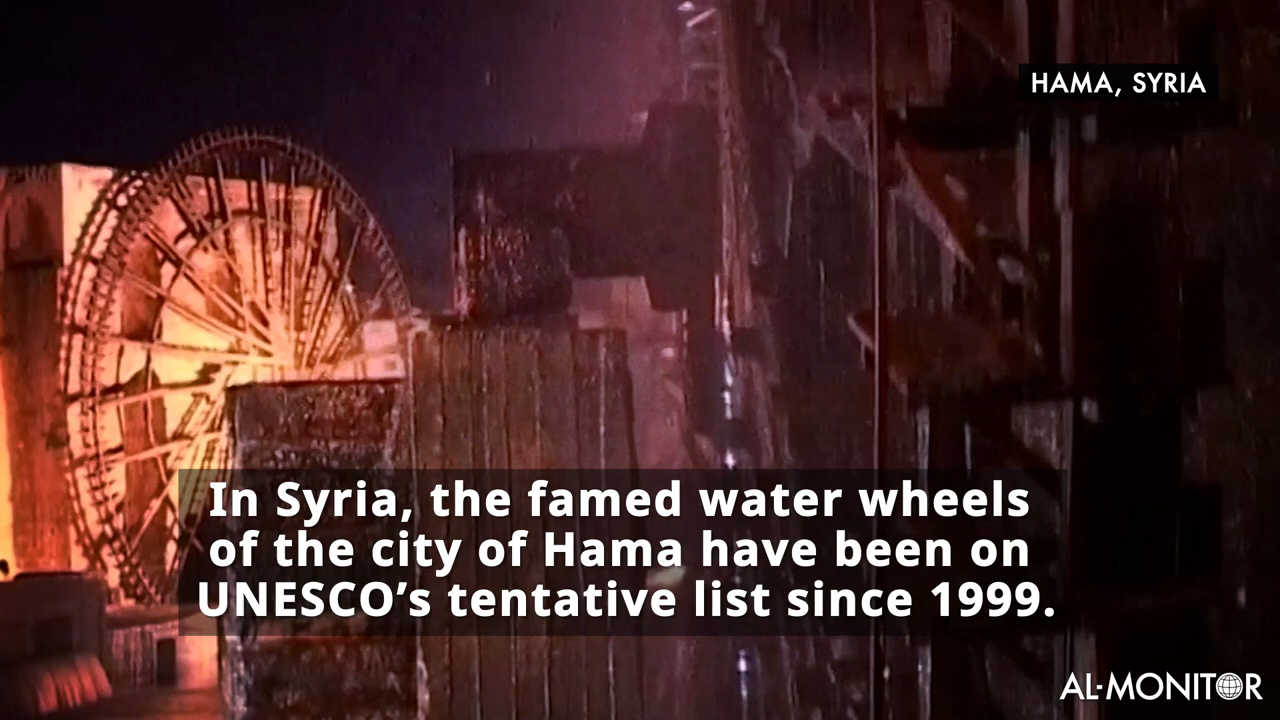 HAMA, SYRIA
In Syria, the famed water wheels
of the city of Hama have been on
UNESCO’s tentative list since 1999.
AL-MONITOR